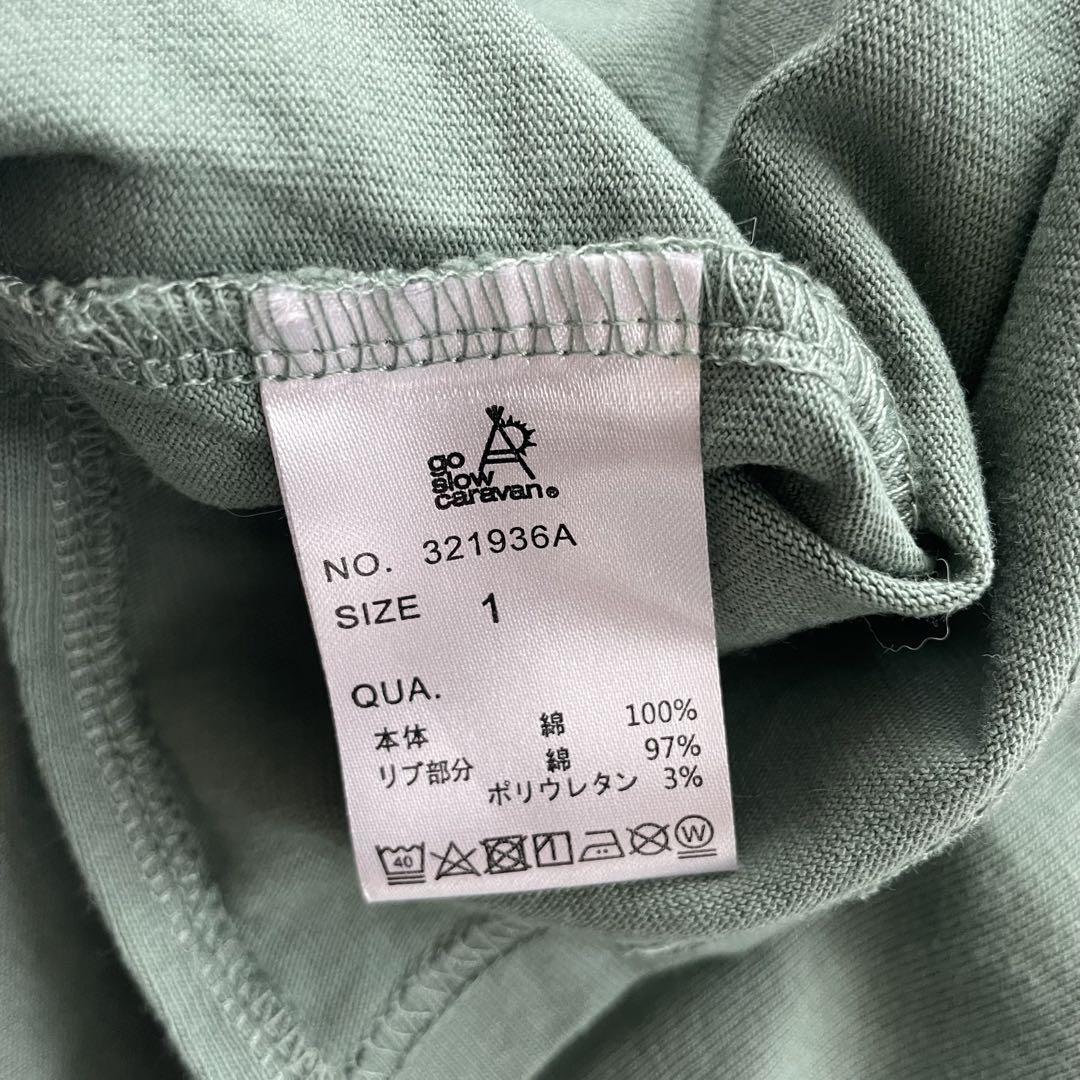 go
slow
caravan®
NO. 321936A
SIZE 1
QUA.
本体 綿 100%
リブ部分 綿 97%
ポリウレタン 3%
40
W